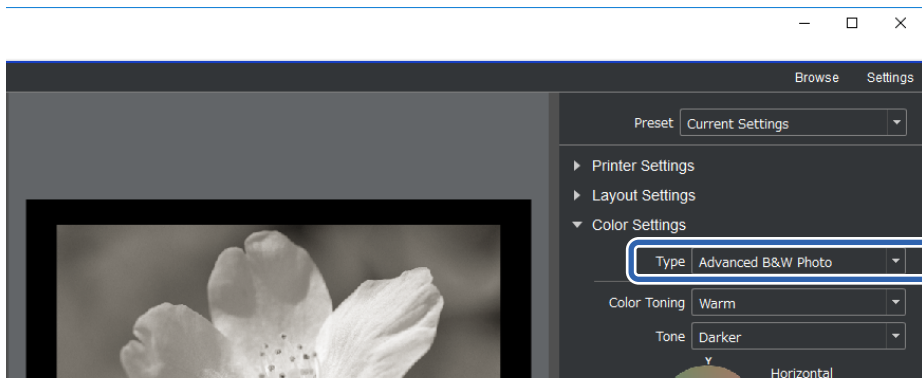 Browse Settings
Preset Current Settings
Printer Settings
Layout Settings
Color Settings
Type Advanced B&W Photo
Color Toning Warm
Tone Darker
Y
Horizontal